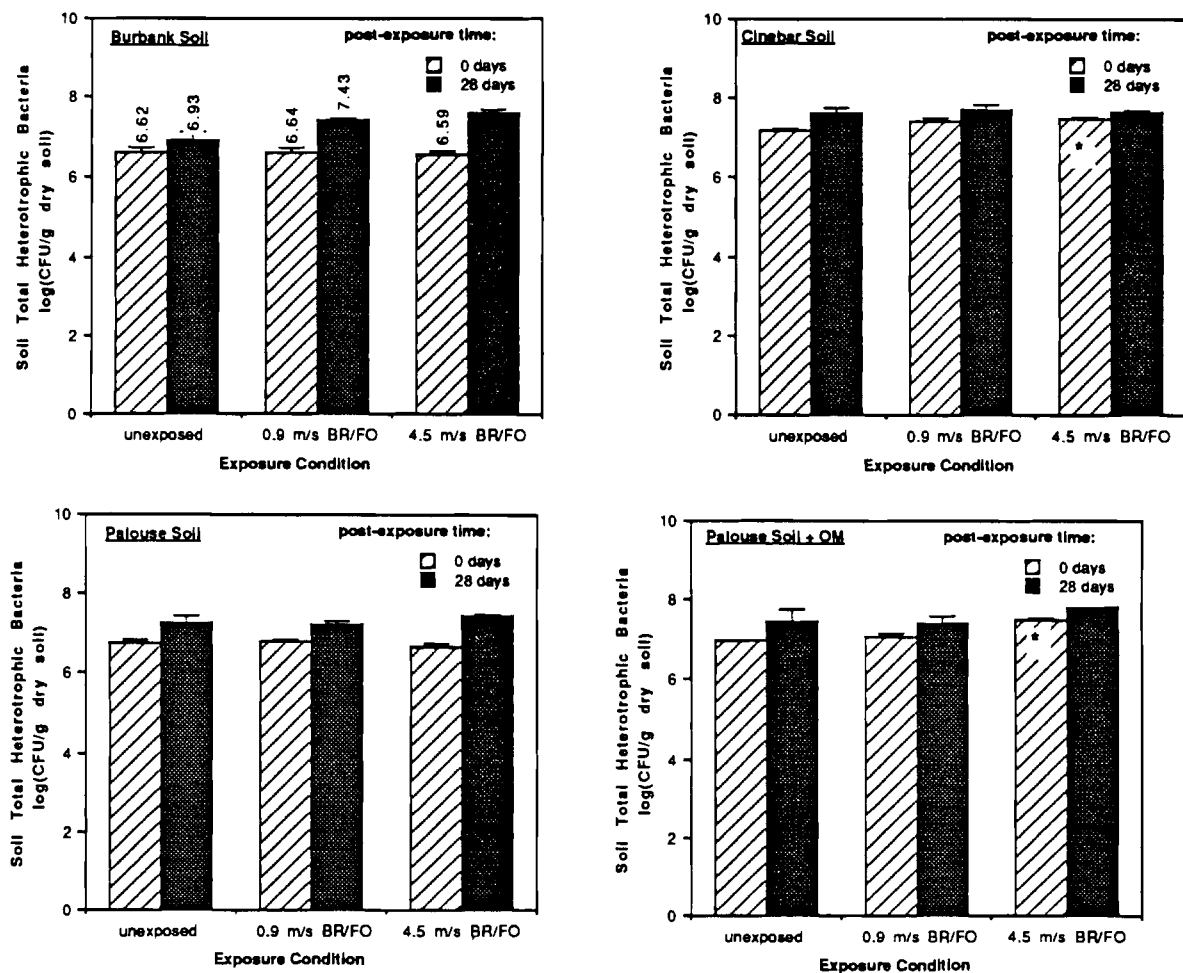 Burbank Soil
post-exposure time:
0 days
28 days
10
8
6
4
2
0
Soil Total Heterotrophic Bacteria
log(CFU/g dry soil)
6.62
6.93
6.64
7.43
6.59
unexposed
0.9 m/s BR/FO
4.5 m/s BR/FO
Exposure Condition
Cinebar Soil
post-exposure time:
0 days
28 days
10
8
6
4
2
0
Soil Total Heterotrophic Bacteria
log(CFU/g dry soil)
*
unexposed
0.9 m/s BR/FO
4.5 m/s BR/FO
Exposure Condition
Palouse Soil
post-exposure time:
0 days
28 days
10
8
6
4
2
0
Soil Total Heterotrophic Bacteria
log(CFU/g dry soil)
unexposed
0.9 m/s BR/FO
4.5 m/s BR/FO
Exposure Condition
Palouse Soil + OM
post-exposure time:
0 days
28 days
10
8
6
4
2
0
Soil Total Heterotrophic Bacteria
log(CFU/g dry soil)
*
unexposed
0.9 m/s BR/FO
4.5 m/s BR/FO
Exposure Condition